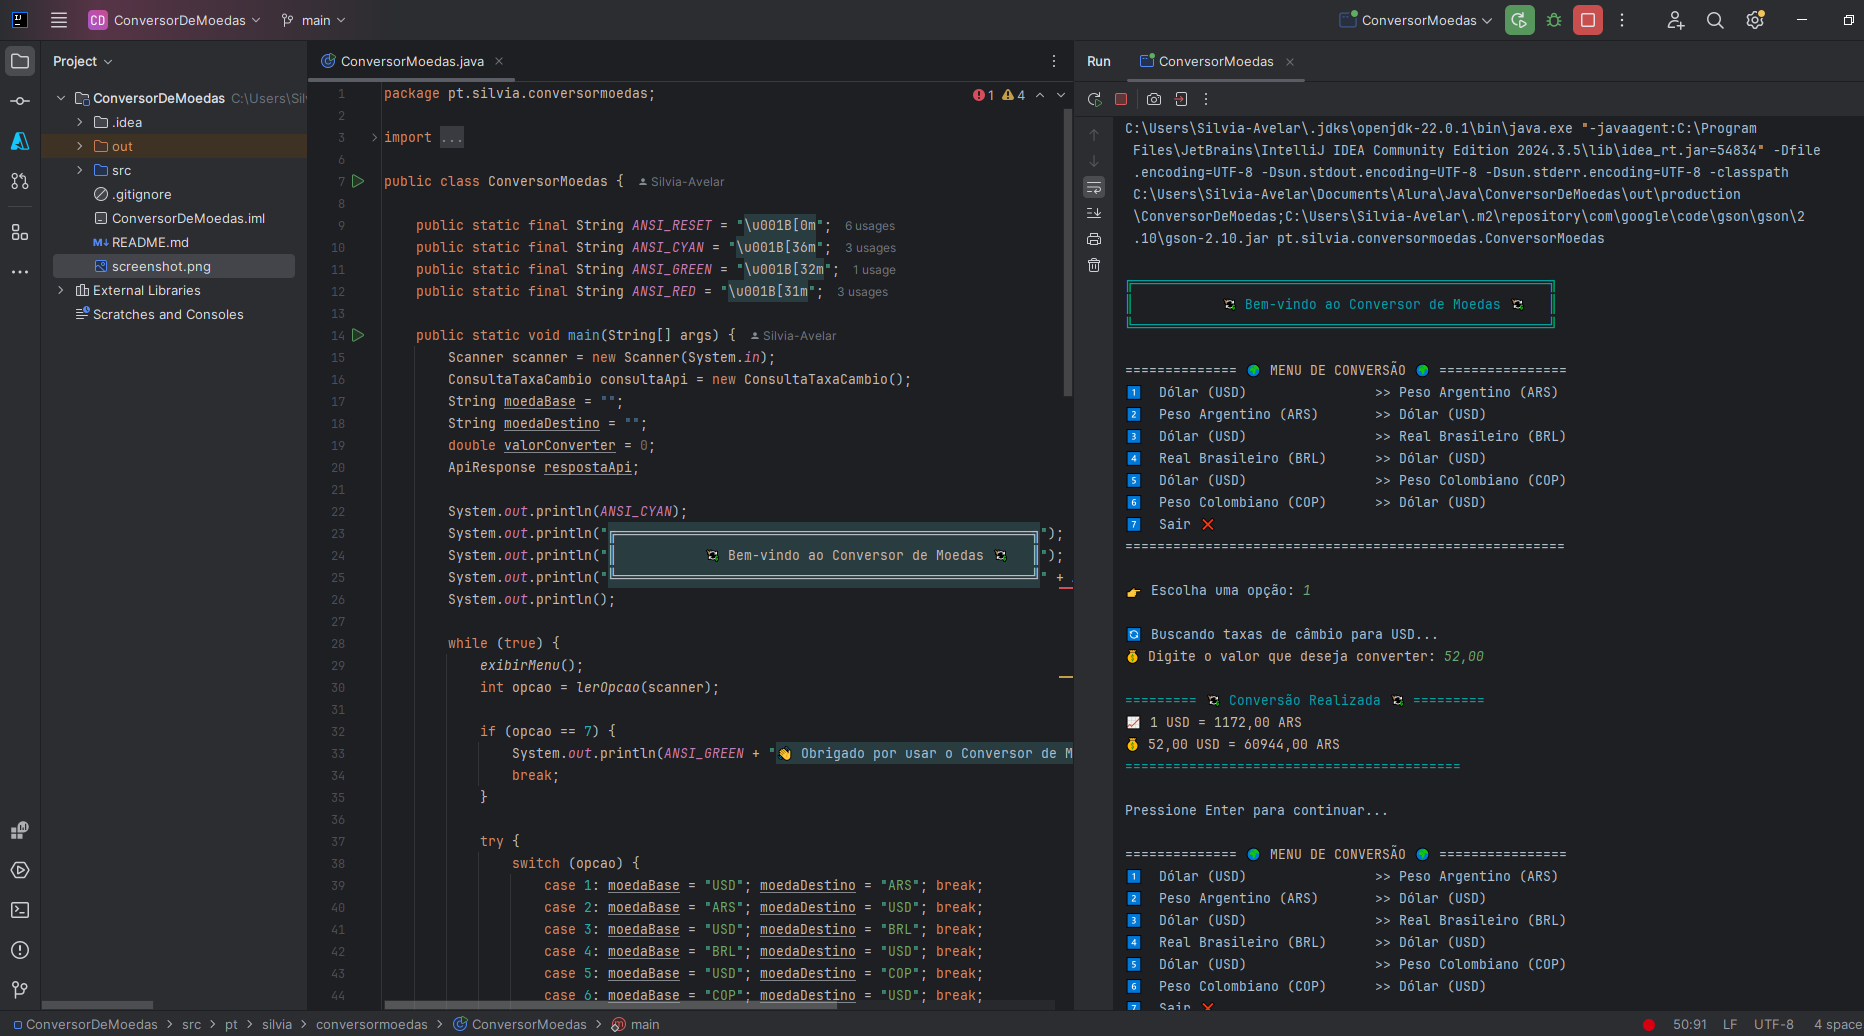 CD ConversorDeMoedas main ConversorMoedas
Project
ConversorDeMoedas C:\Users\Sil
.idea
out
src
.gitignore
ConversorDeMoedas.iml
README.md
screenshot.png
External Libraries
Scratches and Consoles
ConversorMoedas.java
1 4
1 package pt.silvia.conversormoedas;
2
3 import ...
6
7 public class ConversorMoedas { Silvia-Avelar
8
9 public static final String ANSI_RESET = "\u001B[0m"; 6 usages
10 public static final String ANSI_CYAN = "\u001B[36m"; 3 usages
11 public static final String ANSI_GREEN = "\u001B[32m"; 1 usage
12 public static final String ANSI_RED = "\u001B[31m"; 3 usages
13
14 public static void main(String[] args) { Silvia-Avelar
15 Scanner scanner = new Scanner(System.in);
16 ConsultaTaxaCambio consultaApi = new ConsultaTaxaCambio();
17 String moedaBase = "";
18 String moedaDestino = "";
19 double valorConverter = 0;
20 ApiResponse respostaApi;
21
22 System.out.println(ANSI_CYAN);
23 System.out.println("╔══════════════════════════════════════════════════════╗");
24 System.out.println("║ Bem-vindo ao Conversor de Moedas ║");
25 System.out.println("╚══════════════════════════════════════════════════════╝" +
26 System.out.println();
27
28 while (true) {
29 exibirMenu();
30 int opcao = lerOpcao(scanner);
31
32 if (opcao == 7) {
33 System.out.println(ANSI_GREEN + "👋 Obrigado por usar o Conversor de M
34 break;
35 }
36
37 try {
38 switch (opcao) {
39 case 1: moedaBase = "USD"; moedaDestino = "ARS"; break;
40 case 2: moedaBase = "ARS"; moedaDestino = "USD"; break;
41 case 3: moedaBase = "USD"; moedaDestino = "BRL"; break;
42 case 4: moedaBase = "BRL"; moedaDestino = "USD"; break;
43 case 5: moedaBase = "USD"; moedaDestino = "COP"; break;
44 case 6: moedaBase = "COP"; moedaDestino = "USD"; break;
Run ConversorMoedas
C:\Users\Silvia-Avelar\.jdks\openjdk-22.0.1\bin\java.exe "-javaagent:C:\Program
Files\JetBrains\IntelliJ IDEA Community Edition 2024.3.5\lib\idea_rt.jar=54834" -Dfile
.encoding=UTF-8 -Dsun.stdout.encoding=UTF-8 -Dsun.stderr.encoding=UTF-8 -classpath
C:\Users\Silvia-Avelar\Documents\Alura\Java\ConversorDeMoedas\out\production
\ConversorDeMoedas;C:\Users\Silvia-Avelar\.m2\repository\com\google\code\gson\gson\2
.10\gson-2.10.jar pt.silvia.conversormoedas.ConversorMoedas
Bem-vindo ao Conversor de Moedas
============== MENU DE CONVERSÃO ================
1 Dólar (USD) >> Peso Argentino (ARS)
2 Peso Argentino (ARS) >> Dólar (USD)
3 Dólar (USD) >> Real Brasileiro (BRL)
4 Real Brasileiro (BRL) >> Dólar (USD)
5 Dólar (USD) >> Peso Colombiano (COP)
6 Peso Colombiano (COP) >> Dólar (USD)
7 Sair ❌
=======================================================
👉 Escolha uma opção: 1
Buscando taxas de câmbio para USD...
💰 Digite o valor que deseja converter: 52,00
========= Conversão Realizada =========
📈 1 USD = 1172,00 ARS
💰 52,00 USD = 60944,00 ARS
==========================================
Pressione Enter para continuar...
============== MENU DE CONVERSÃO ================
1 Dólar (USD) >> Peso Argentino (ARS)
2 Peso Argentino (ARS) >> Dólar (USD)
3 Dólar (USD) >> Real Brasileiro (BRL)
4 Real Brasileiro (BRL) >> Dólar (USD)
5 Dólar (USD) >> Peso Colombiano (COP)
6 Peso Colombiano (COP) >> Dólar (USD)
7 Sair ❌
ConversorDeMoedas > src > pt > silvia > conversormoedas > ConversorMoedas > main
50:91 LF UTF-8 4 space